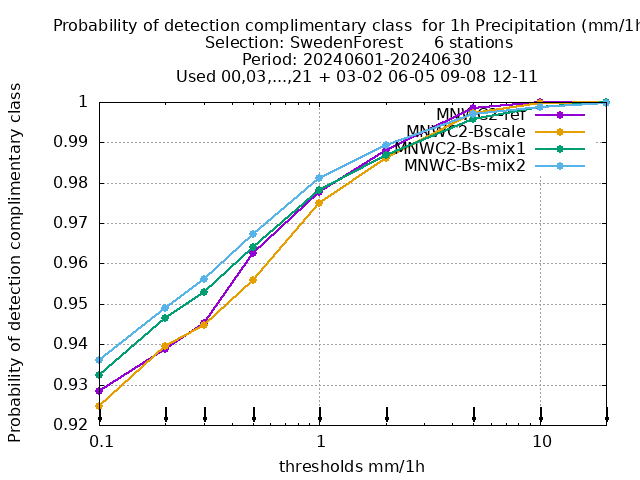 Probability of detection complimentary class  for 1h Precipitation (mm/1h
Selection: SwedenForest      6 stations
Period: 20240601-20240630
Used 00,03,...,21 + 03-02 06-05 09-08 12-11
Probability of detection complimentary class
1
0.99
0.98
0.97
0.96
0.95
0.94
0.93
0.92
MNWC2-ref
MNWC2-Bscale
MNWC2-Bs-mix1
MNWC-Bs-mix2
0.1
1
10
thresholds mm/1h